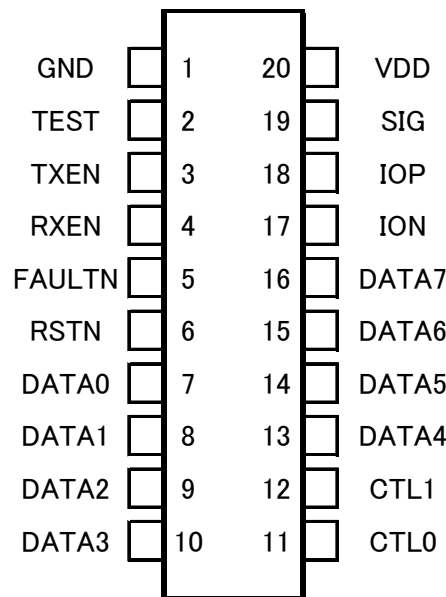 GND 1 20 VDD
TEST 2 19 SIG
TXEN 3 18 IOP
RXEN 4 17 ION
FAULTN 5 16 DATA7
RSTN 6 15 DATA6
DATA0 7 14 DATA5
DATA1 8 13 DATA4
DATA2 9 12 CTL1
DATA3 10 11 CTL0